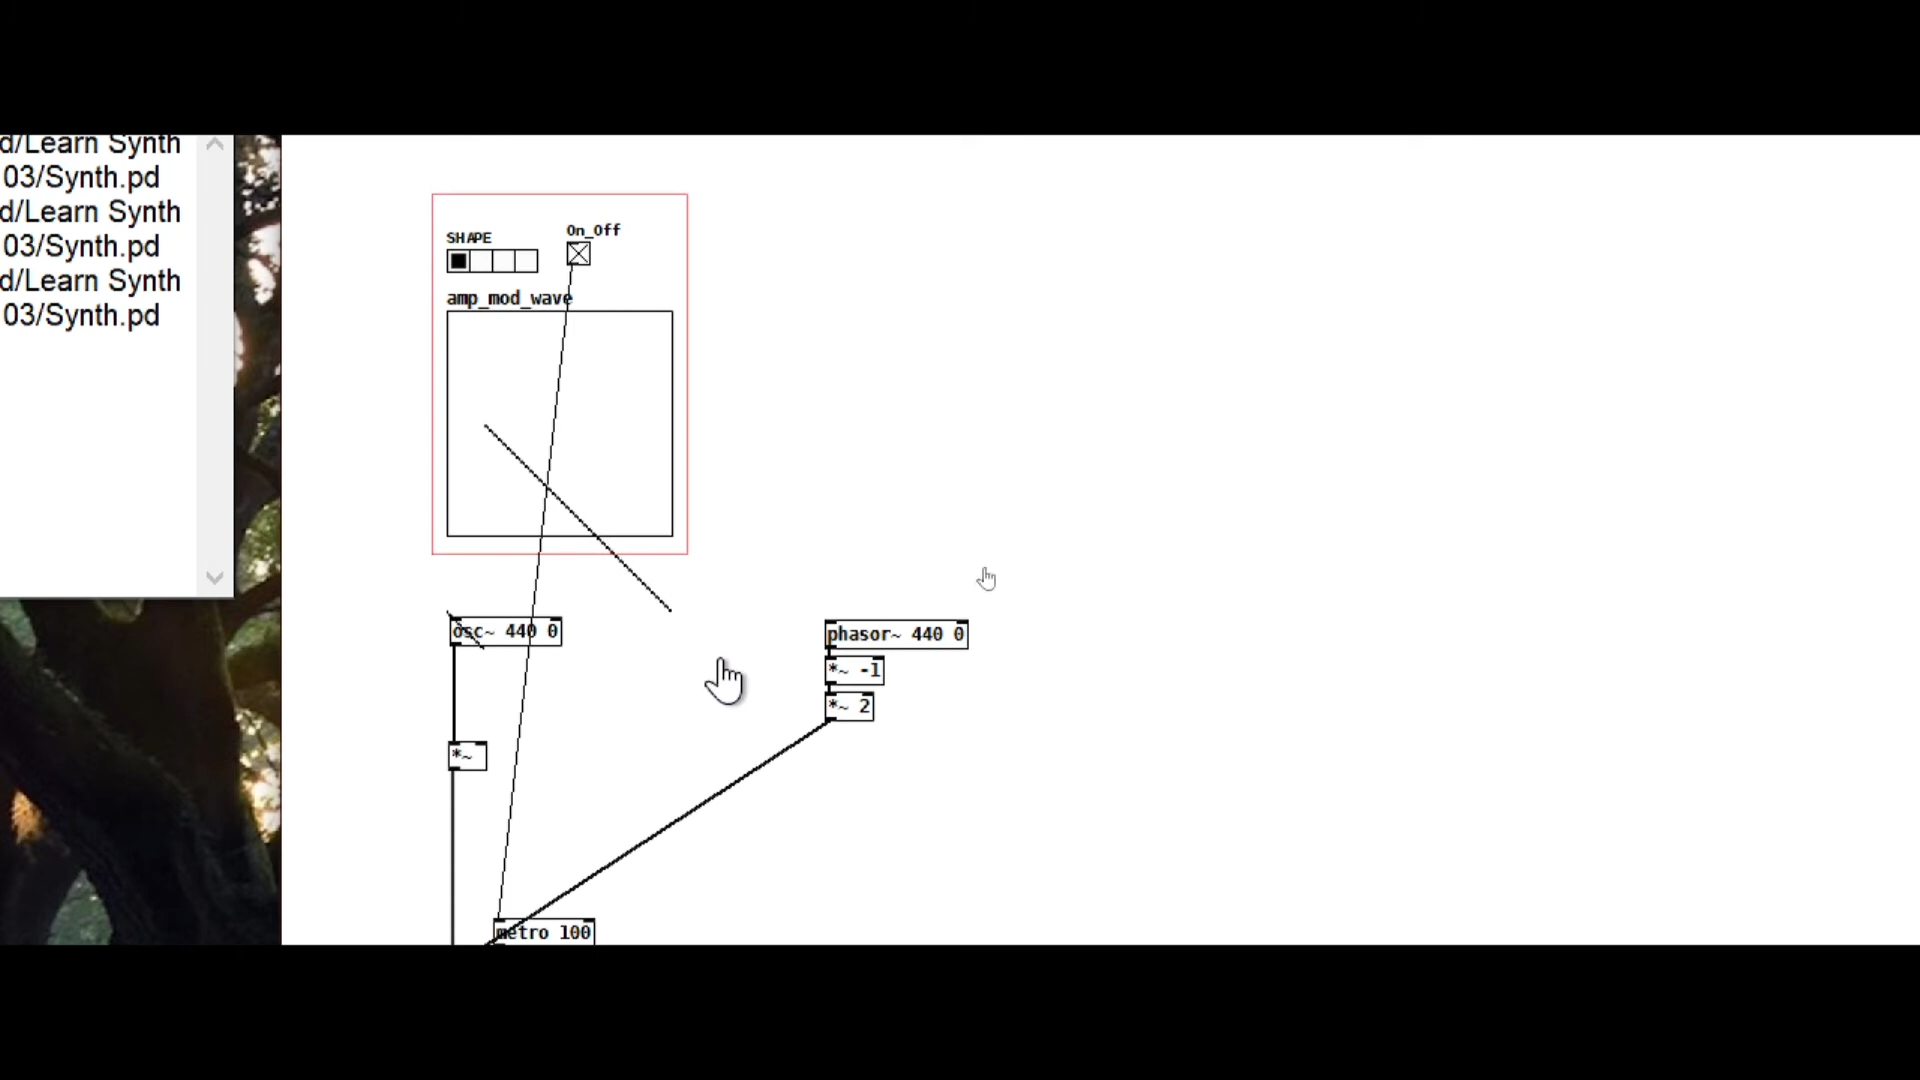 d/Learn Synth
03/Synth.pd
d/Learn Synth
03/Synth.pd
d/Learn Synth
03/Synth.pd
SHAPE
On_Off
amp_mod_wave
osc~ 440 0
phasor~ 440 0
*~ -1
*~ 2
*~
metro 100